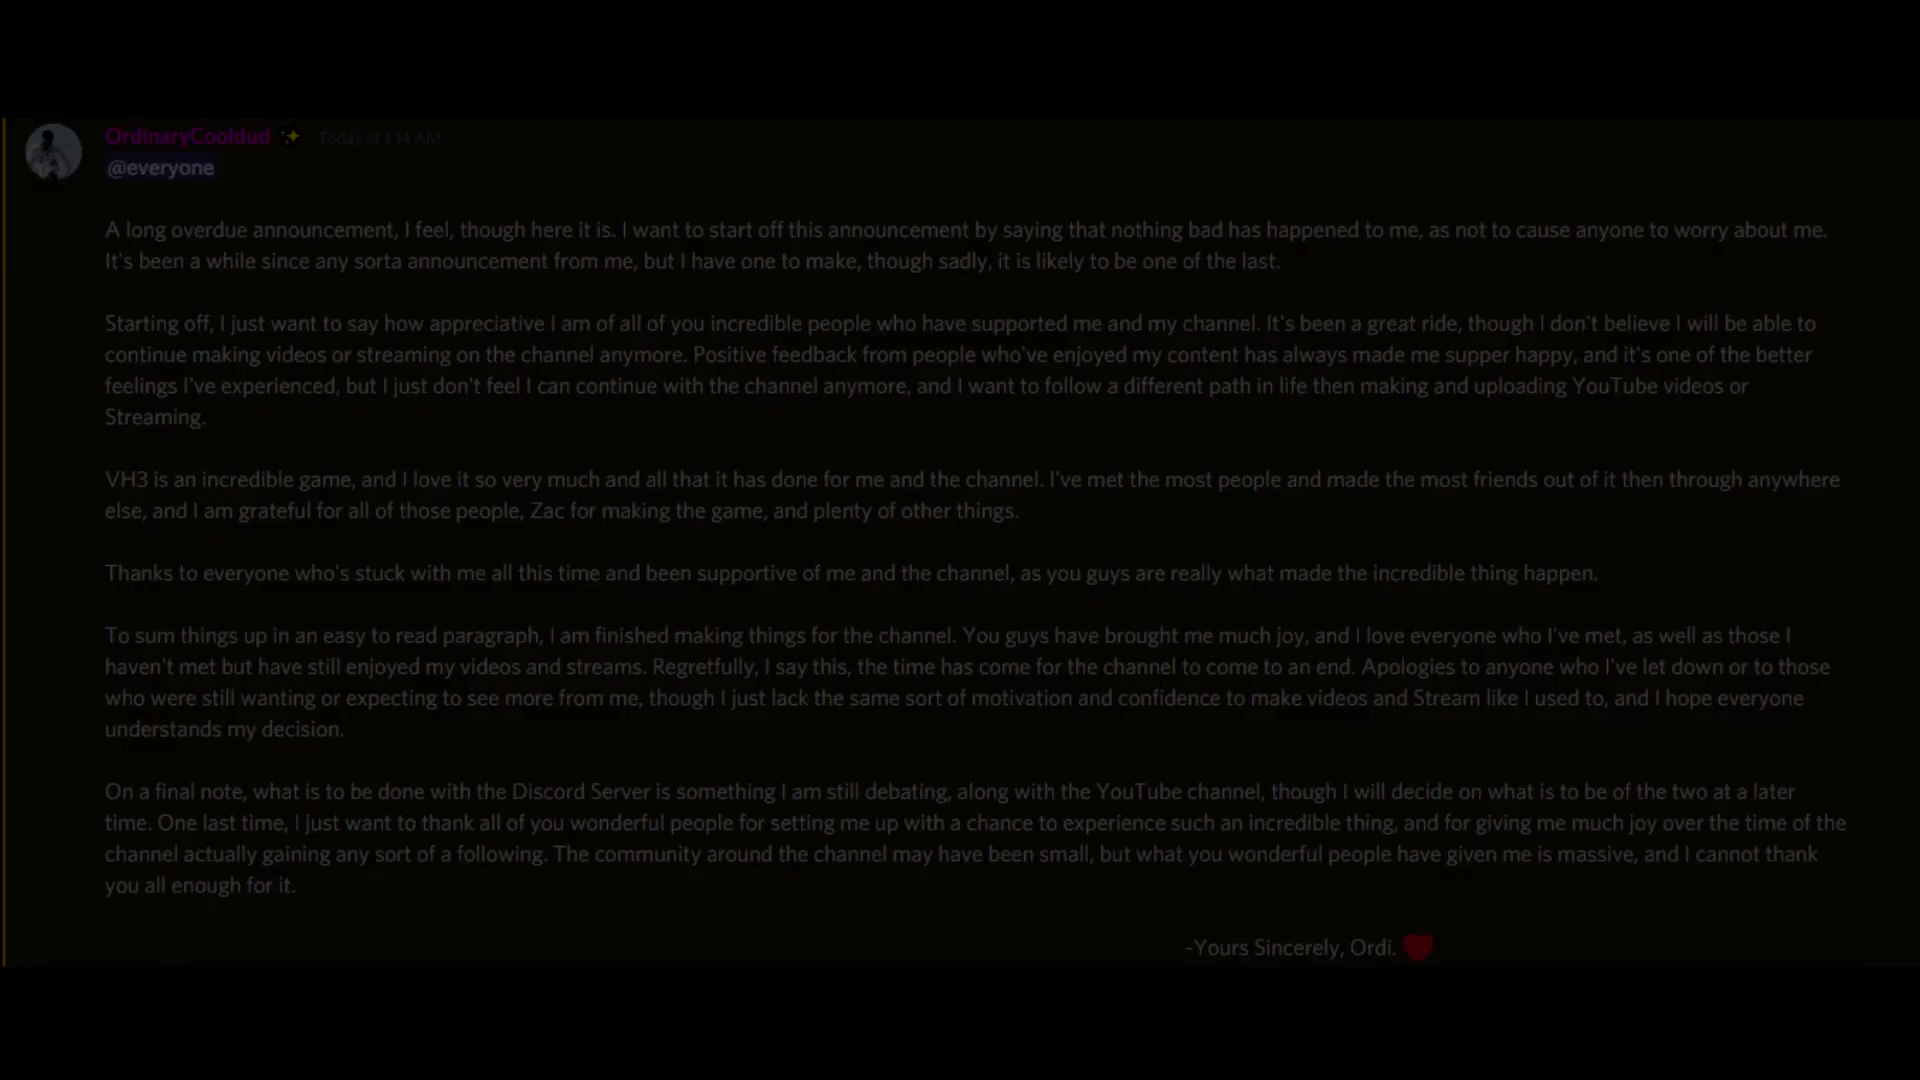 OrdinaryCooldud Today at 1:14 AM
@everyone
A long overdue announcement, I feel, though here it is. I want to start off this announcement by saying that nothing bad has happened to me, as not to cause anyone to worry about me.
It's been a while since any sorta announcement from me, but I have one to make, though sadly, it is likely to be one of the last.
Starting off, I just want to say how appreciative I am of all of you incredible people who have supported me and my channel. It's been a great ride, though I don't believe I will be able to
continue making videos or streaming on the channel anymore. Positive feedback from people who've enjoyed my content has always made me supper happy, and it's one of the better
feelings I've experienced, but I just don't feel I can continue with the channel anymore, and I want to follow a different path in life then making and uploading YouTube videos or
Streaming.
VH3 is an incredible game, and I love it so very much and all that it has done for me and the channel. I've met the most people and made the most friends out of it then through anywhere
else, and I am grateful for all of those people, Zac for making the game, and plenty of other things.
Thanks to everyone who's stuck with me all this time and been supportive of me and the channel, as you guys are really what made the incredible thing happen.
To sum things up in an easy to read paragraph, I am finished making things for the channel. You guys have brought me much joy, and I love everyone who I've met, as well as those I
haven't met but have still enjoyed my videos and streams. Regretfully, I say this, the time has come for the channel to come to an end. Apologies to anyone who I've let down or to those
who were still wanting or expecting to see more from me, though I just lack the same sort of motivation and confidence to make videos and Stream like I used to, and I hope everyone
understands my decision.
On a final note, what is to be done with the Discord Server is something I am still debating, along with the YouTube channel, though I will decide on what is to be of the two at a later
time. One last time, I just want to thank all of you wonderful people for setting me up with a chance to experience such an incredible thing, and for giving me much joy over the time of the
channel actually gaining any sort of a following. The community around the channel may have been small, but what you wonderful people have given me is massive, and I cannot thank
you all enough for it.
-Yours Sincerely, Ordi.